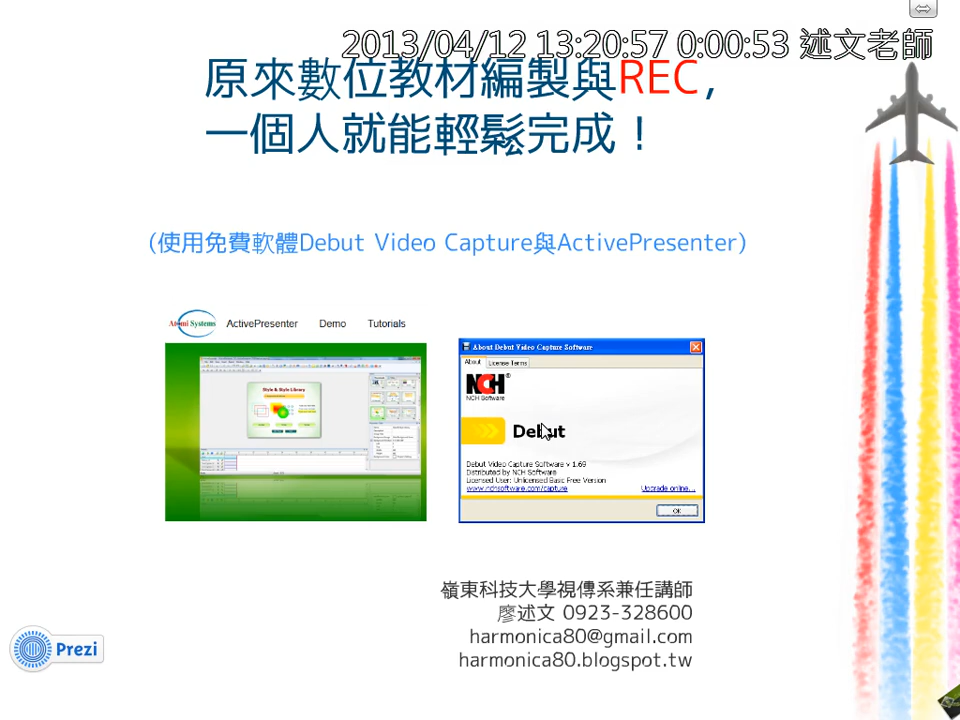 2013/04/12 13:20:57 0:00:53 述文老師
原來數位教材編製與REC,
一個人就能輕鬆完成！
(使用免費軟體Debut Video Capture與ActivePresenter)
Atomi Systems ActivePresenter Demo Tutorials
Style & Style Library
About Debut Video Capture Software
About License Terms
NCH®
NCH Software
Debut
Debut Video Capture Software v 1.69
Distributed by NCH Software
Licensed User: Unlicensed Basic Free Version
www.nchsoftware.com/capture Upgrade online...
OK
嶺東科技大學視傳系兼任講師
廖述文 0923-328600
harmonica80@gmail.com
harmonica80.blogspot.tw
Prezi